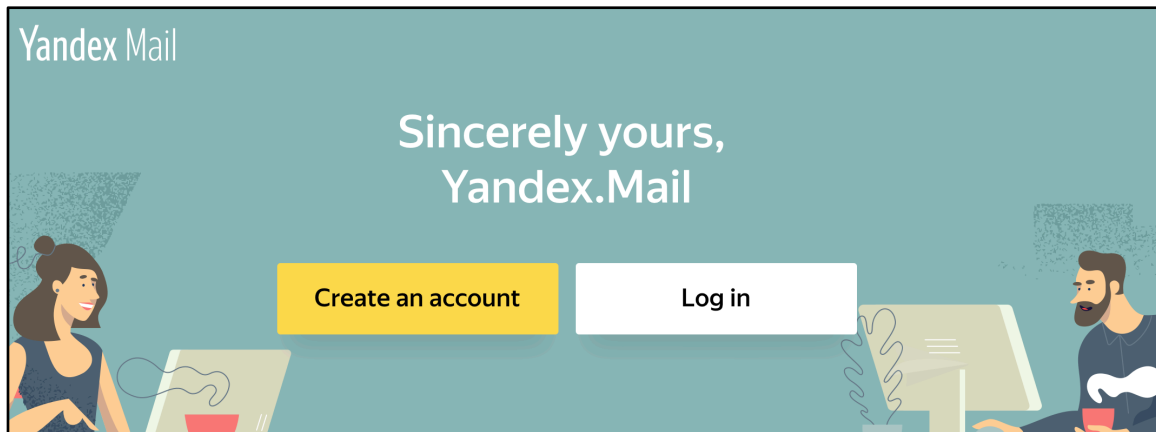 Yandex Mail
Sincerely yours,
Yandex.Mail
Create an account
Log in